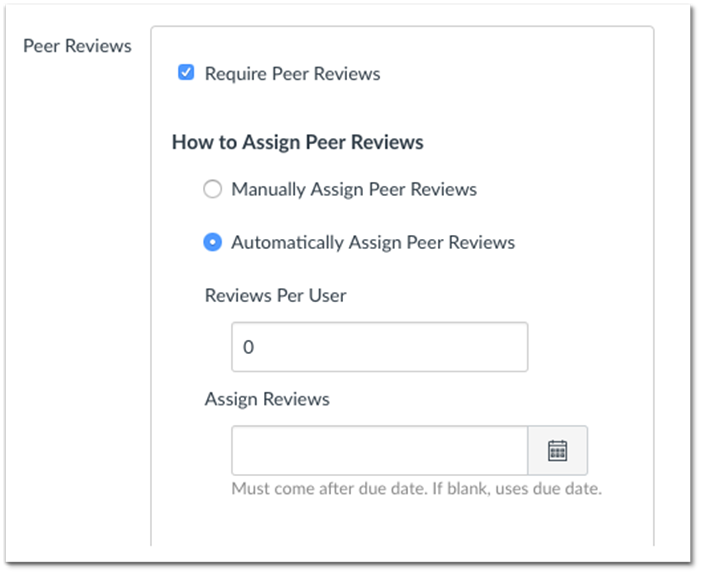 Peer Reviews
Require Peer Reviews
How to Assign Peer Reviews
Manually Assign Peer Reviews
Automatically Assign Peer Reviews
Reviews Per User
0
Assign Reviews
Must come after due date. If blank, uses due date.